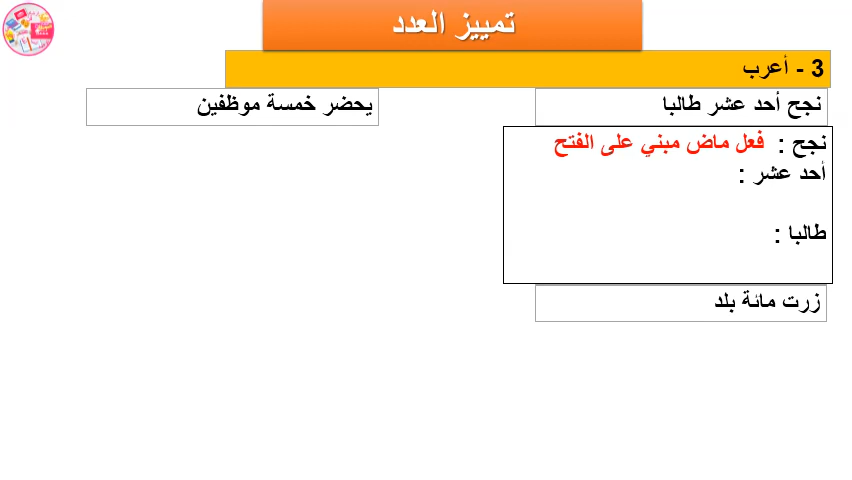 تمييز العدد
3 - أعرب
نجح أحد عشر طالبا
يحضر خمسة موظفين
نجح : فعل ماض مبني على الفتح
أحد عشر :
طالبا :
زرت مائة بلد